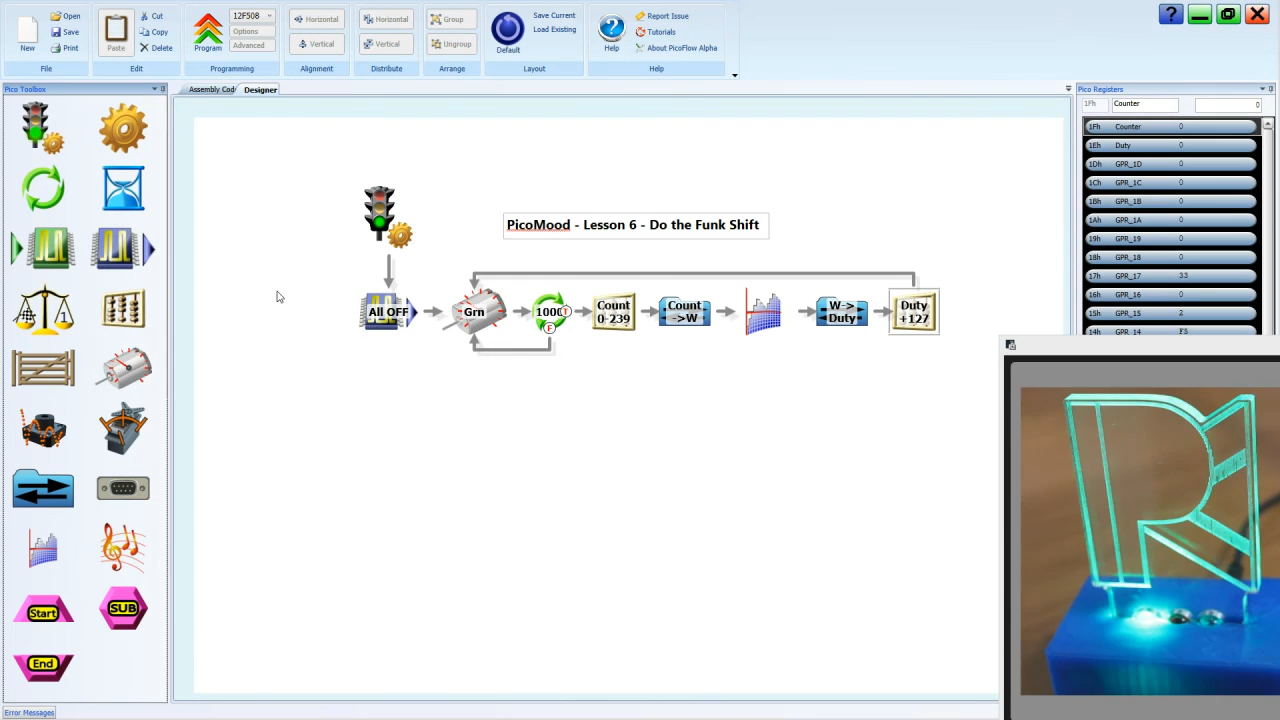 New
Open
Save
Print
File
Paste
Cut
Copy
Delete
Edit
Program
12F508
Options
Advanced
Programming
Horizontal
Vertical
Alignment
Horizontal
Vertical
Distribute
Group
Ungroup
Arrange
Default
Save Current
Load Existing
Layout
Help
Report Issue
Tutorials
About PicoFlow Alpha
Help
?
Pico Toolbox
Assembly Cod
Designer
Pico Registers
1Fh Counter 0
1Fh Counter 0
1Eh Duty 0
1Dh GPR_1D 0
1Ch GPR_1C 0
1Bh GPR_1B 0
1Ah GPR_1A 0
19h GPR_19 0
18h GPR_18 0
17h GPR_17 33
16h GPR_16 0
15h GPR_15 2
14h GPR_14 F5
PicoMood - Lesson 6 - Do the Funk Shift
All OFF
Grn
1000
T
F
Count
0-239
Count
->W
W->
Duty
Duty
+127
1
Start
SUB
End
Error Messages